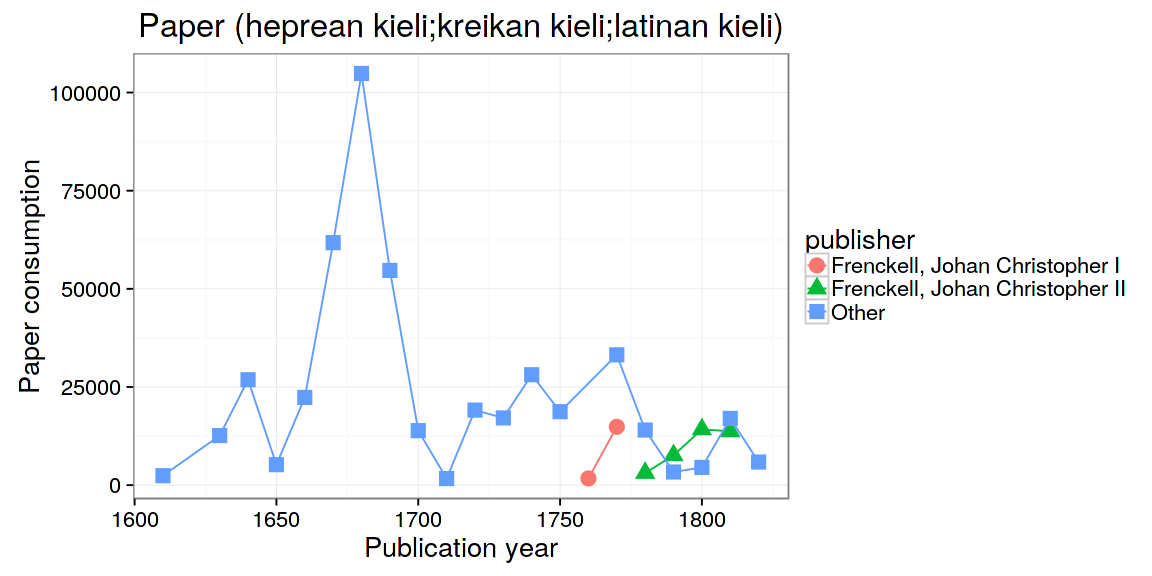 Paper (heprean kieli;kreikan kieli;latinan kieli)
Paper consumption
100000
75000
50000
25000
0
1600
1650
1700
1750
1800
Publication year
publisher
Frenckell, Johan Christopher I
Frenckell, Johan Christopher II
Other